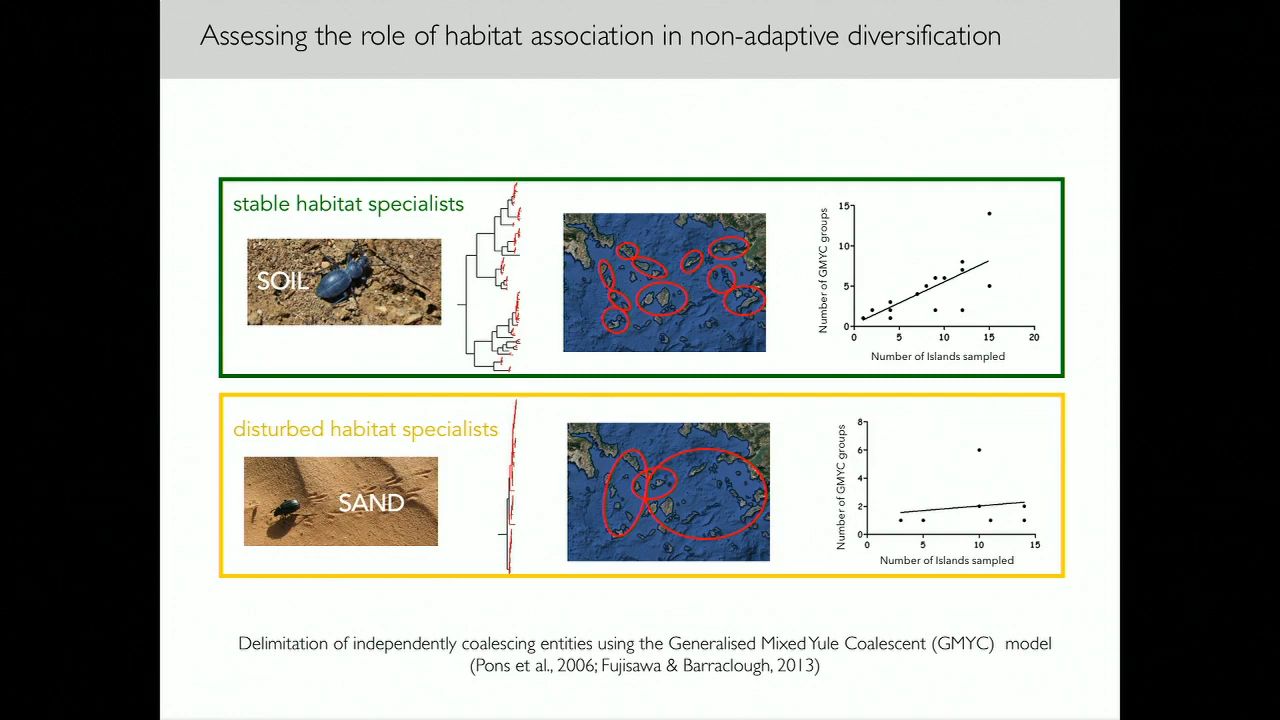 Assessing the role of habitat association in non-adaptive diversification
stable habitat specialists
SOIL
Number of GMYC groups
15
10
5
0
0
5
10
15
20
Number of Islands sampled
disturbed habitat specialists
SAND
Number of GMYC groups
8
6
4
2
0
0
5
10
15
Number of Islands sampled
Delimitation of independently coalescing entities using the Generalised Mixed Yule Coalescent (GMYC) model
(Pons et al., 2006; Fujisawa & Barraclough, 2013)